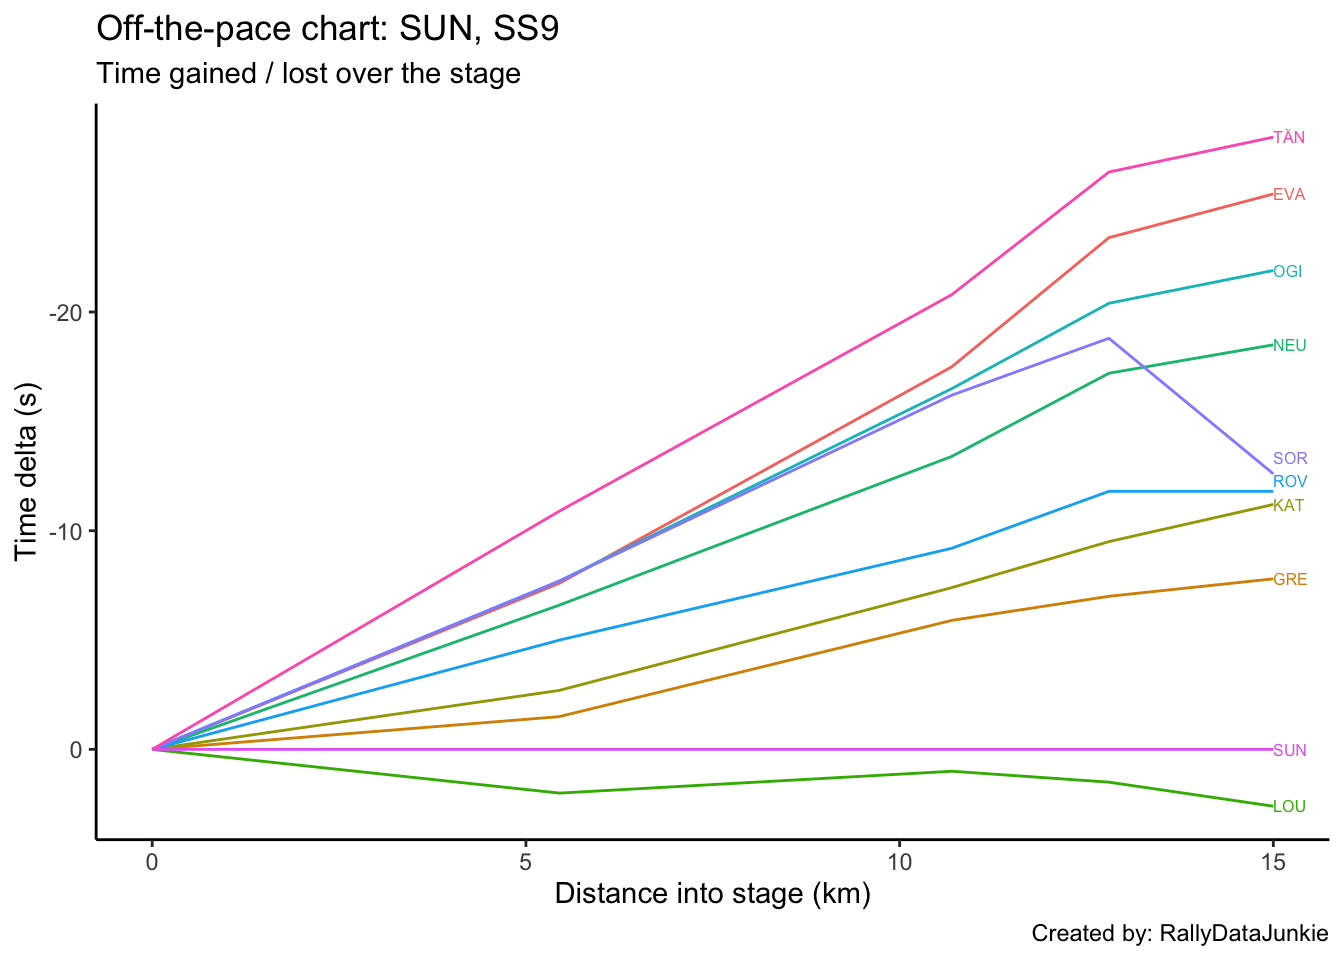 Off-the-pace chart: SUN, SS9
Time gained / lost over the stage
TÄN
EVA
OGI
-20
NEU
SOR
ROV
KAT
-10
GRE
0
SUN
LOU
Time delta (s)
0 5 10 15
Distance into stage (km)
Created by: RallyDataJunkie